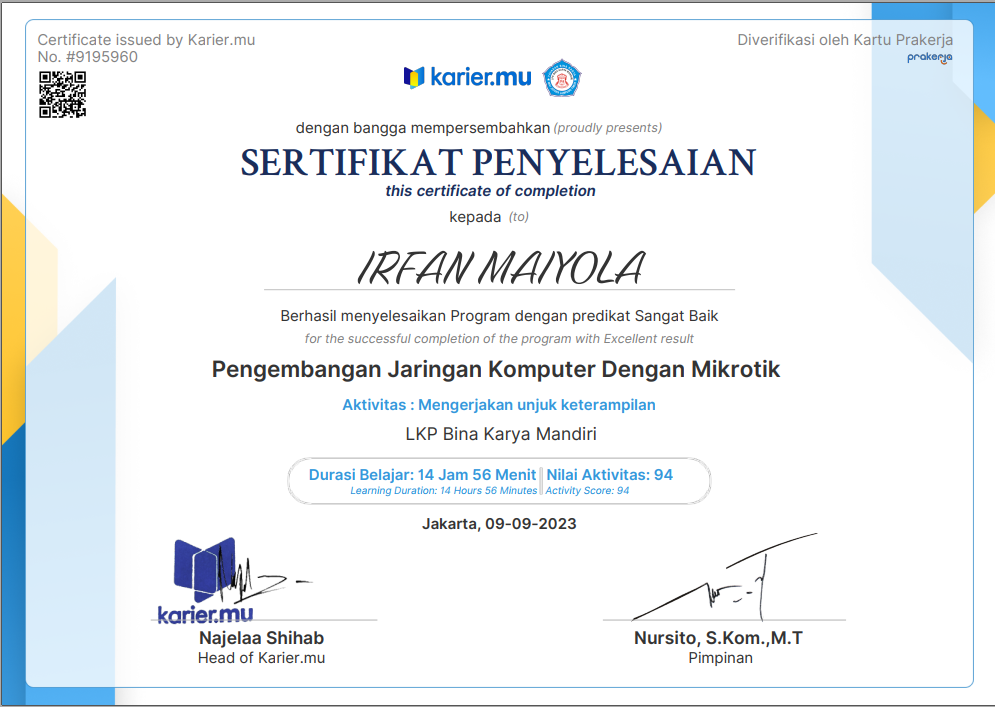 Certificate issued by Karier.mu
No. #9195960
Diverifikasi oleh Kartu Prakerja
prakerja
karier.mu
dengan bangga mempersembahkan (proudly presents)
SERTIFIKAT PENYELESAIAN
this certificate of completion
kepada (to)
IRFAN MAIYOLA
Berhasil menyelesaikan Program dengan predikat Sangat Baik
for the successful completion of the program with Excellent result
Pengembangan Jaringan Komputer Dengan Mikrotik
Aktivitas : Mengerjakan unjuk keterampilan
LKP Bina Karya Mandiri
Durasi Belajar: 14 Jam 56 Menit | Nilai Aktivitas: 94
Learning Duration: 14 Hours 56 Minutes | Activity Score: 94
Jakarta, 09-09-2023
karier.mu
Najelaa Shihab
Head of Karier.mu
Nursito, S.Kom.,M.T
Pimpinan